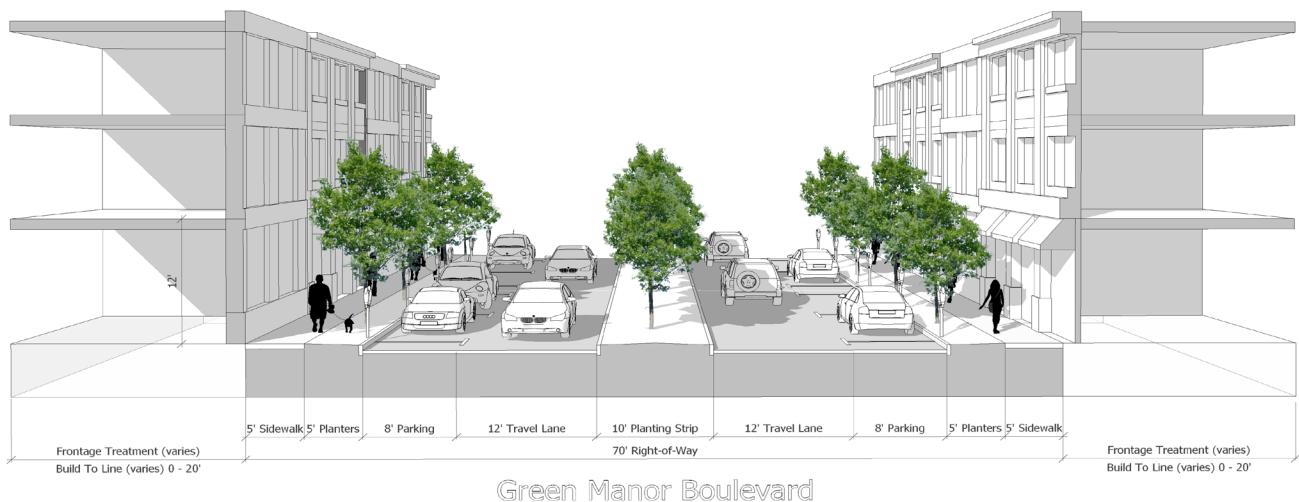 12'
5' Sidewalk 5' Planters 8' Parking 12' Travel Lane 10' Planting Strip 12' Travel Lane 8' Parking 5' Planters 5' Sidewalk
Frontage Treatment (varies) 70' Right-of-Way Frontage Treatment (varies)
Build To Line (varies) 0 - 20' Build To Line (varies) 0 - 20'
Green Manor Boulevard